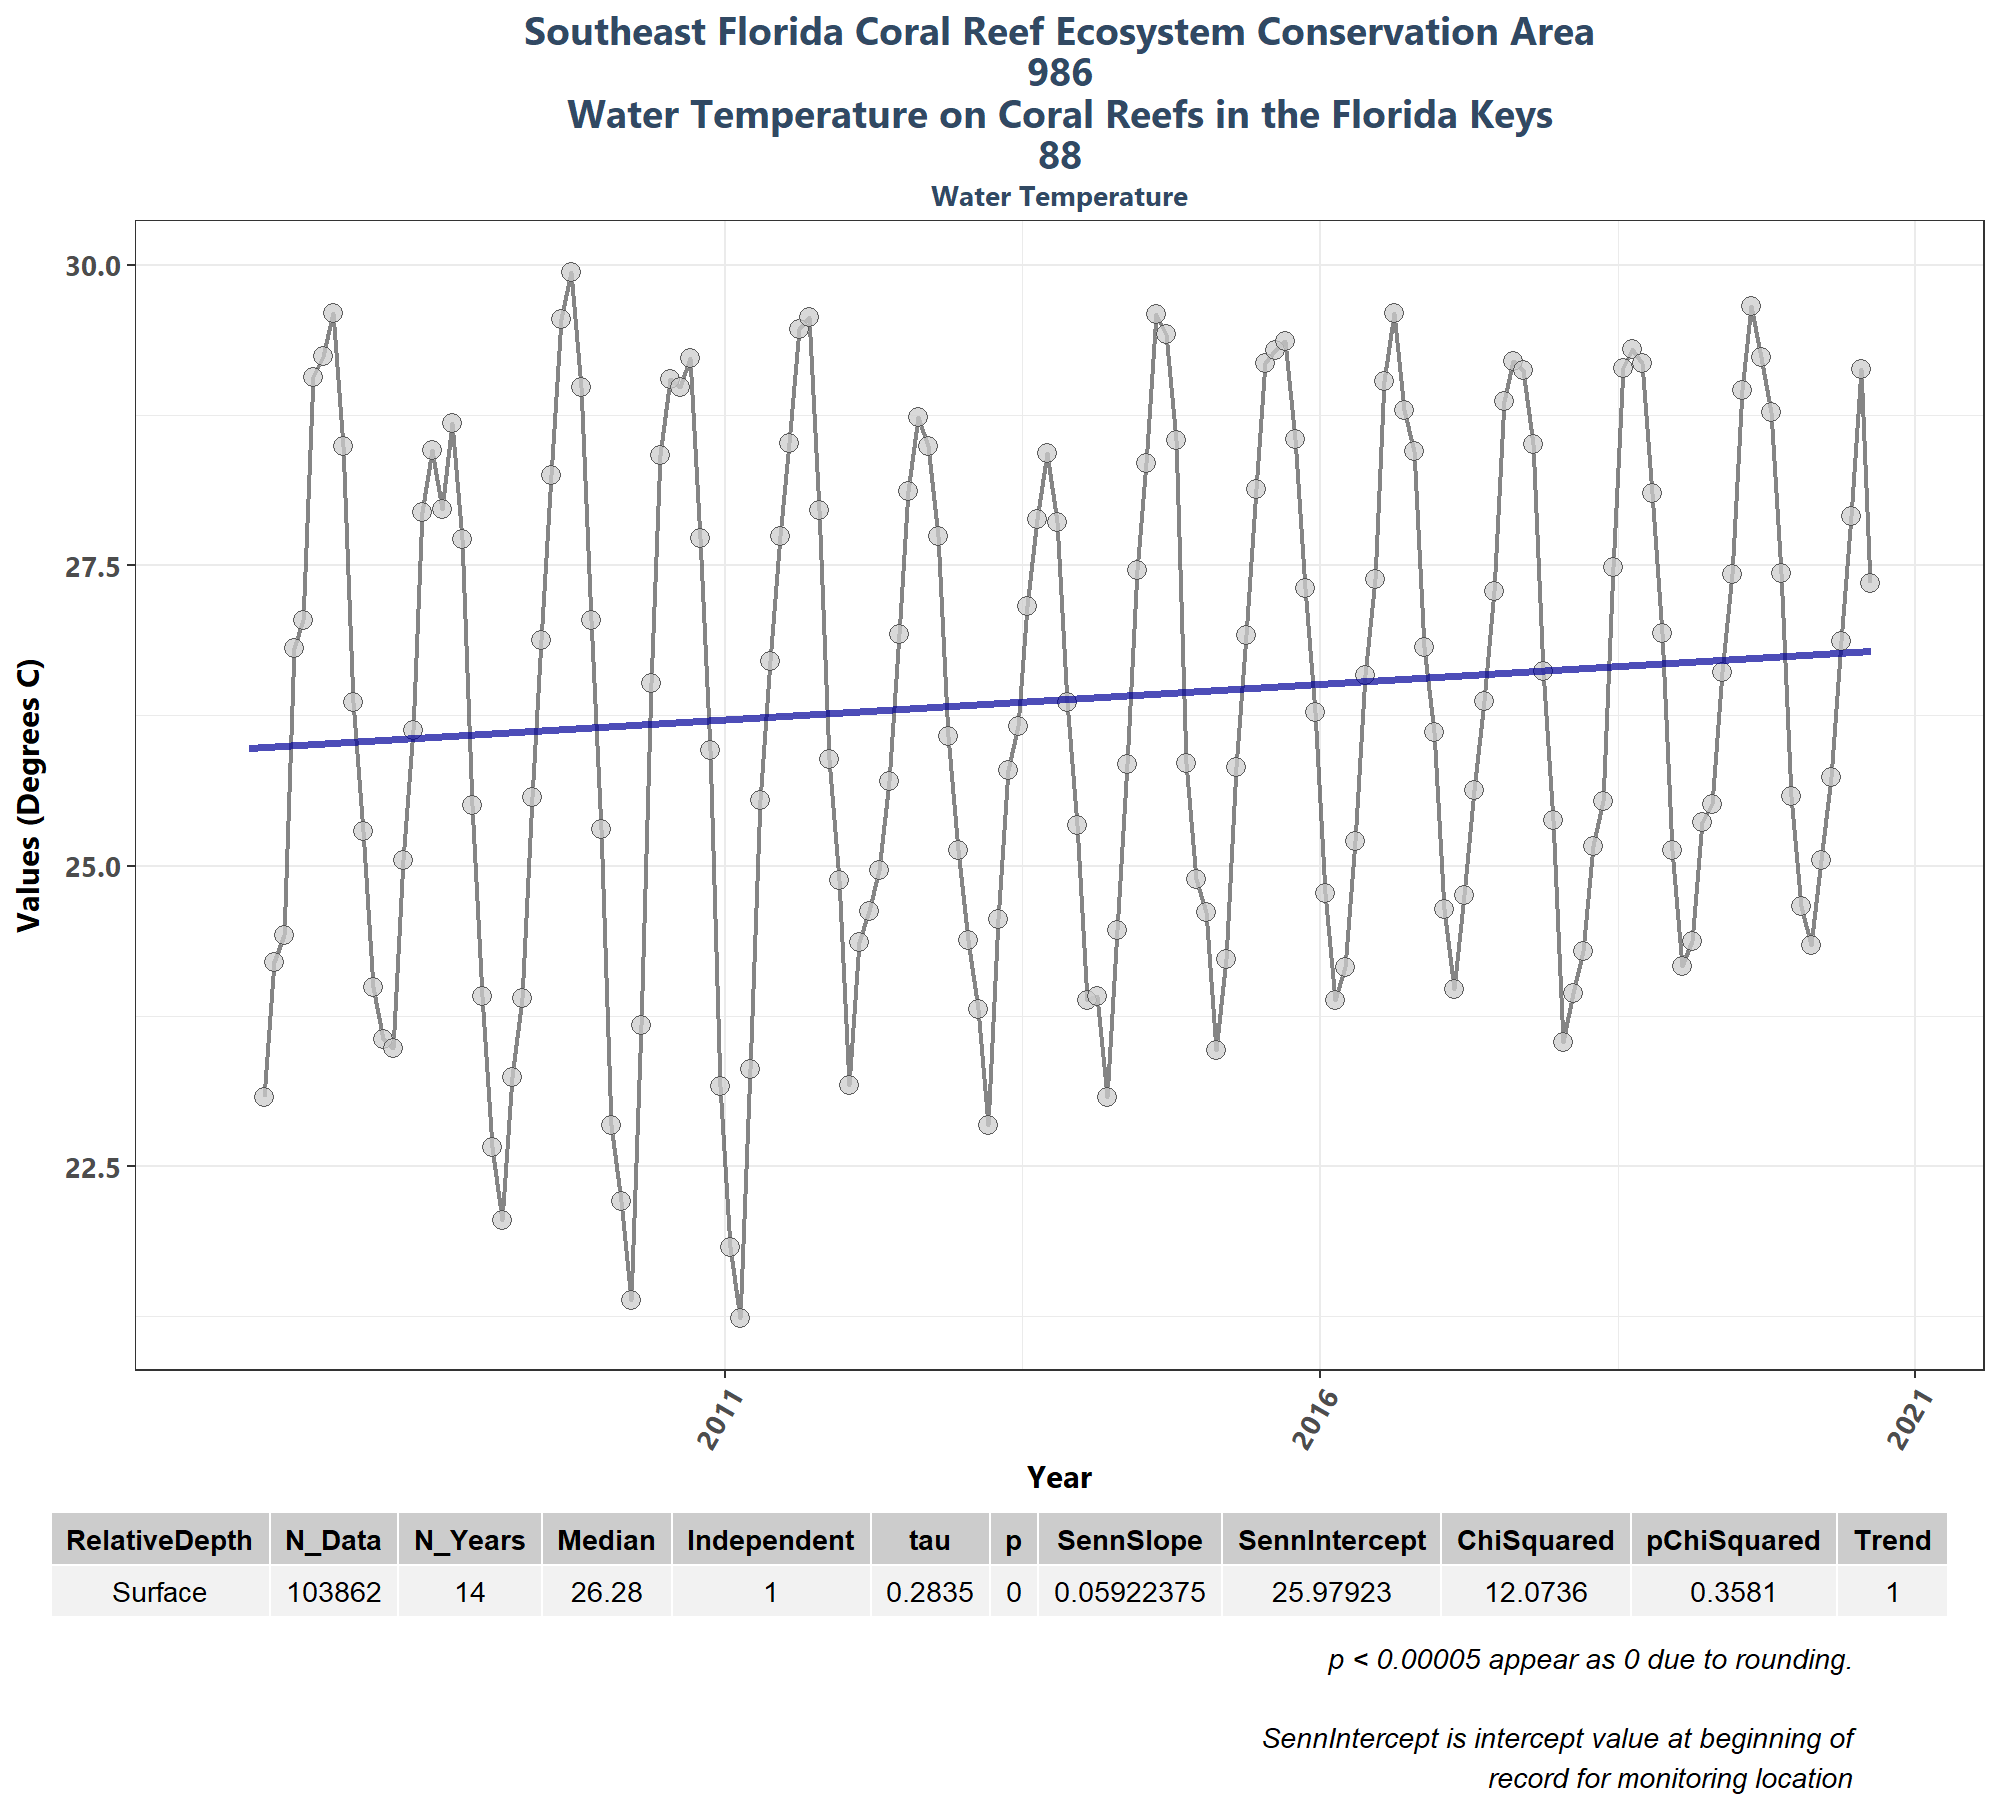 Southeast Florida Coral Reef Ecosystem Conservation Area
986
Water Temperature on Coral Reefs in the Florida Keys
88
Water Temperature
30.0
27.5
25.0
22.5
Values (Degrees C)
2011
2016
2021
Year
RelativeDepth N_Data N_Years Median Independent tau p SennSlope SennIntercept ChiSquared pChiSquared Trend
Surface 103862 14 26.28 1 0.2835 0 0.05922375 25.97923 12.0736 0.3581 1
p < 0.00005 appear as 0 due to rounding.
SennIntercept is intercept value at beginning of
record for monitoring location